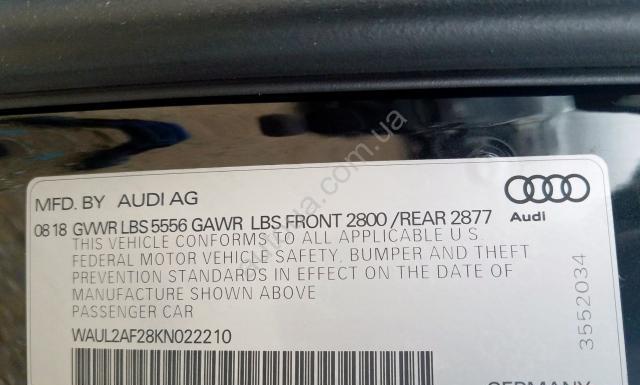 MFD. BY AUDI AG
Audi
08 18 GVWR LBS 5556 GAWR LBS FRONT 2800 /REAR 2877
THIS VEHICLE CONFORMS TO ALL APPLICABLE U S
FEDERAL MOTOR VEHICLE SAFETY, BUMPER AND THEFT
PREVENTION STANDARDS IN EFFECT ON THE DATE OF
MANUFACTURE SHOWN ABOVE
PASSENGER CAR
WAUL2AF28KN022210
3552034
GERMANY